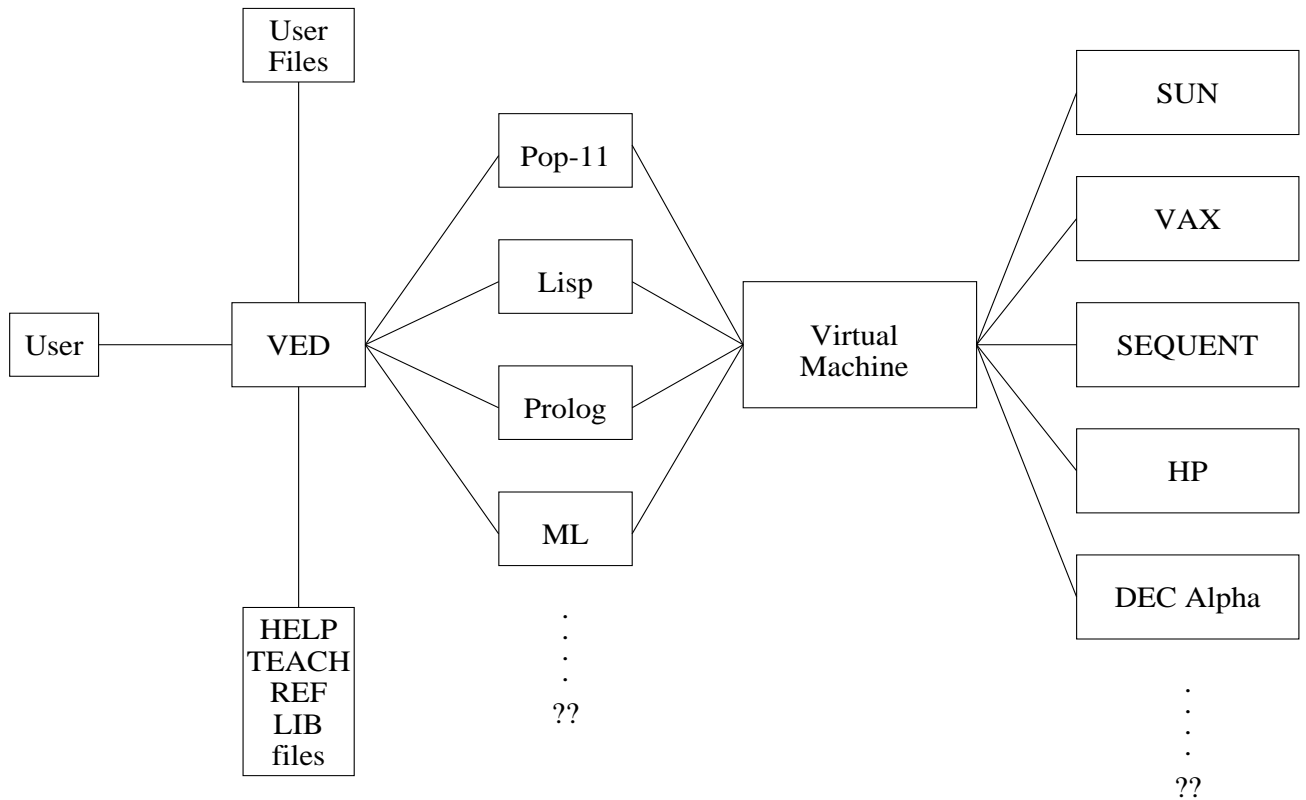 User
Files
User
VED
HELP
TEACH
REF
LIB
files
Pop-11
Lisp
Prolog
ML
.
.
.
.
??
Virtual
Machine
SUN
VAX
SEQUENT
HP
DEC Alpha
.
.
.
.
??